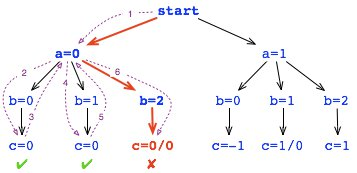 start
1
a=0 a=1
2 4 6
b=0 b=1 b=2 b=0 b=1 b=2
3 5
c=0 c=0 c=0/0 c=-1 c=1/0 c=1
✔ ✔ ✘